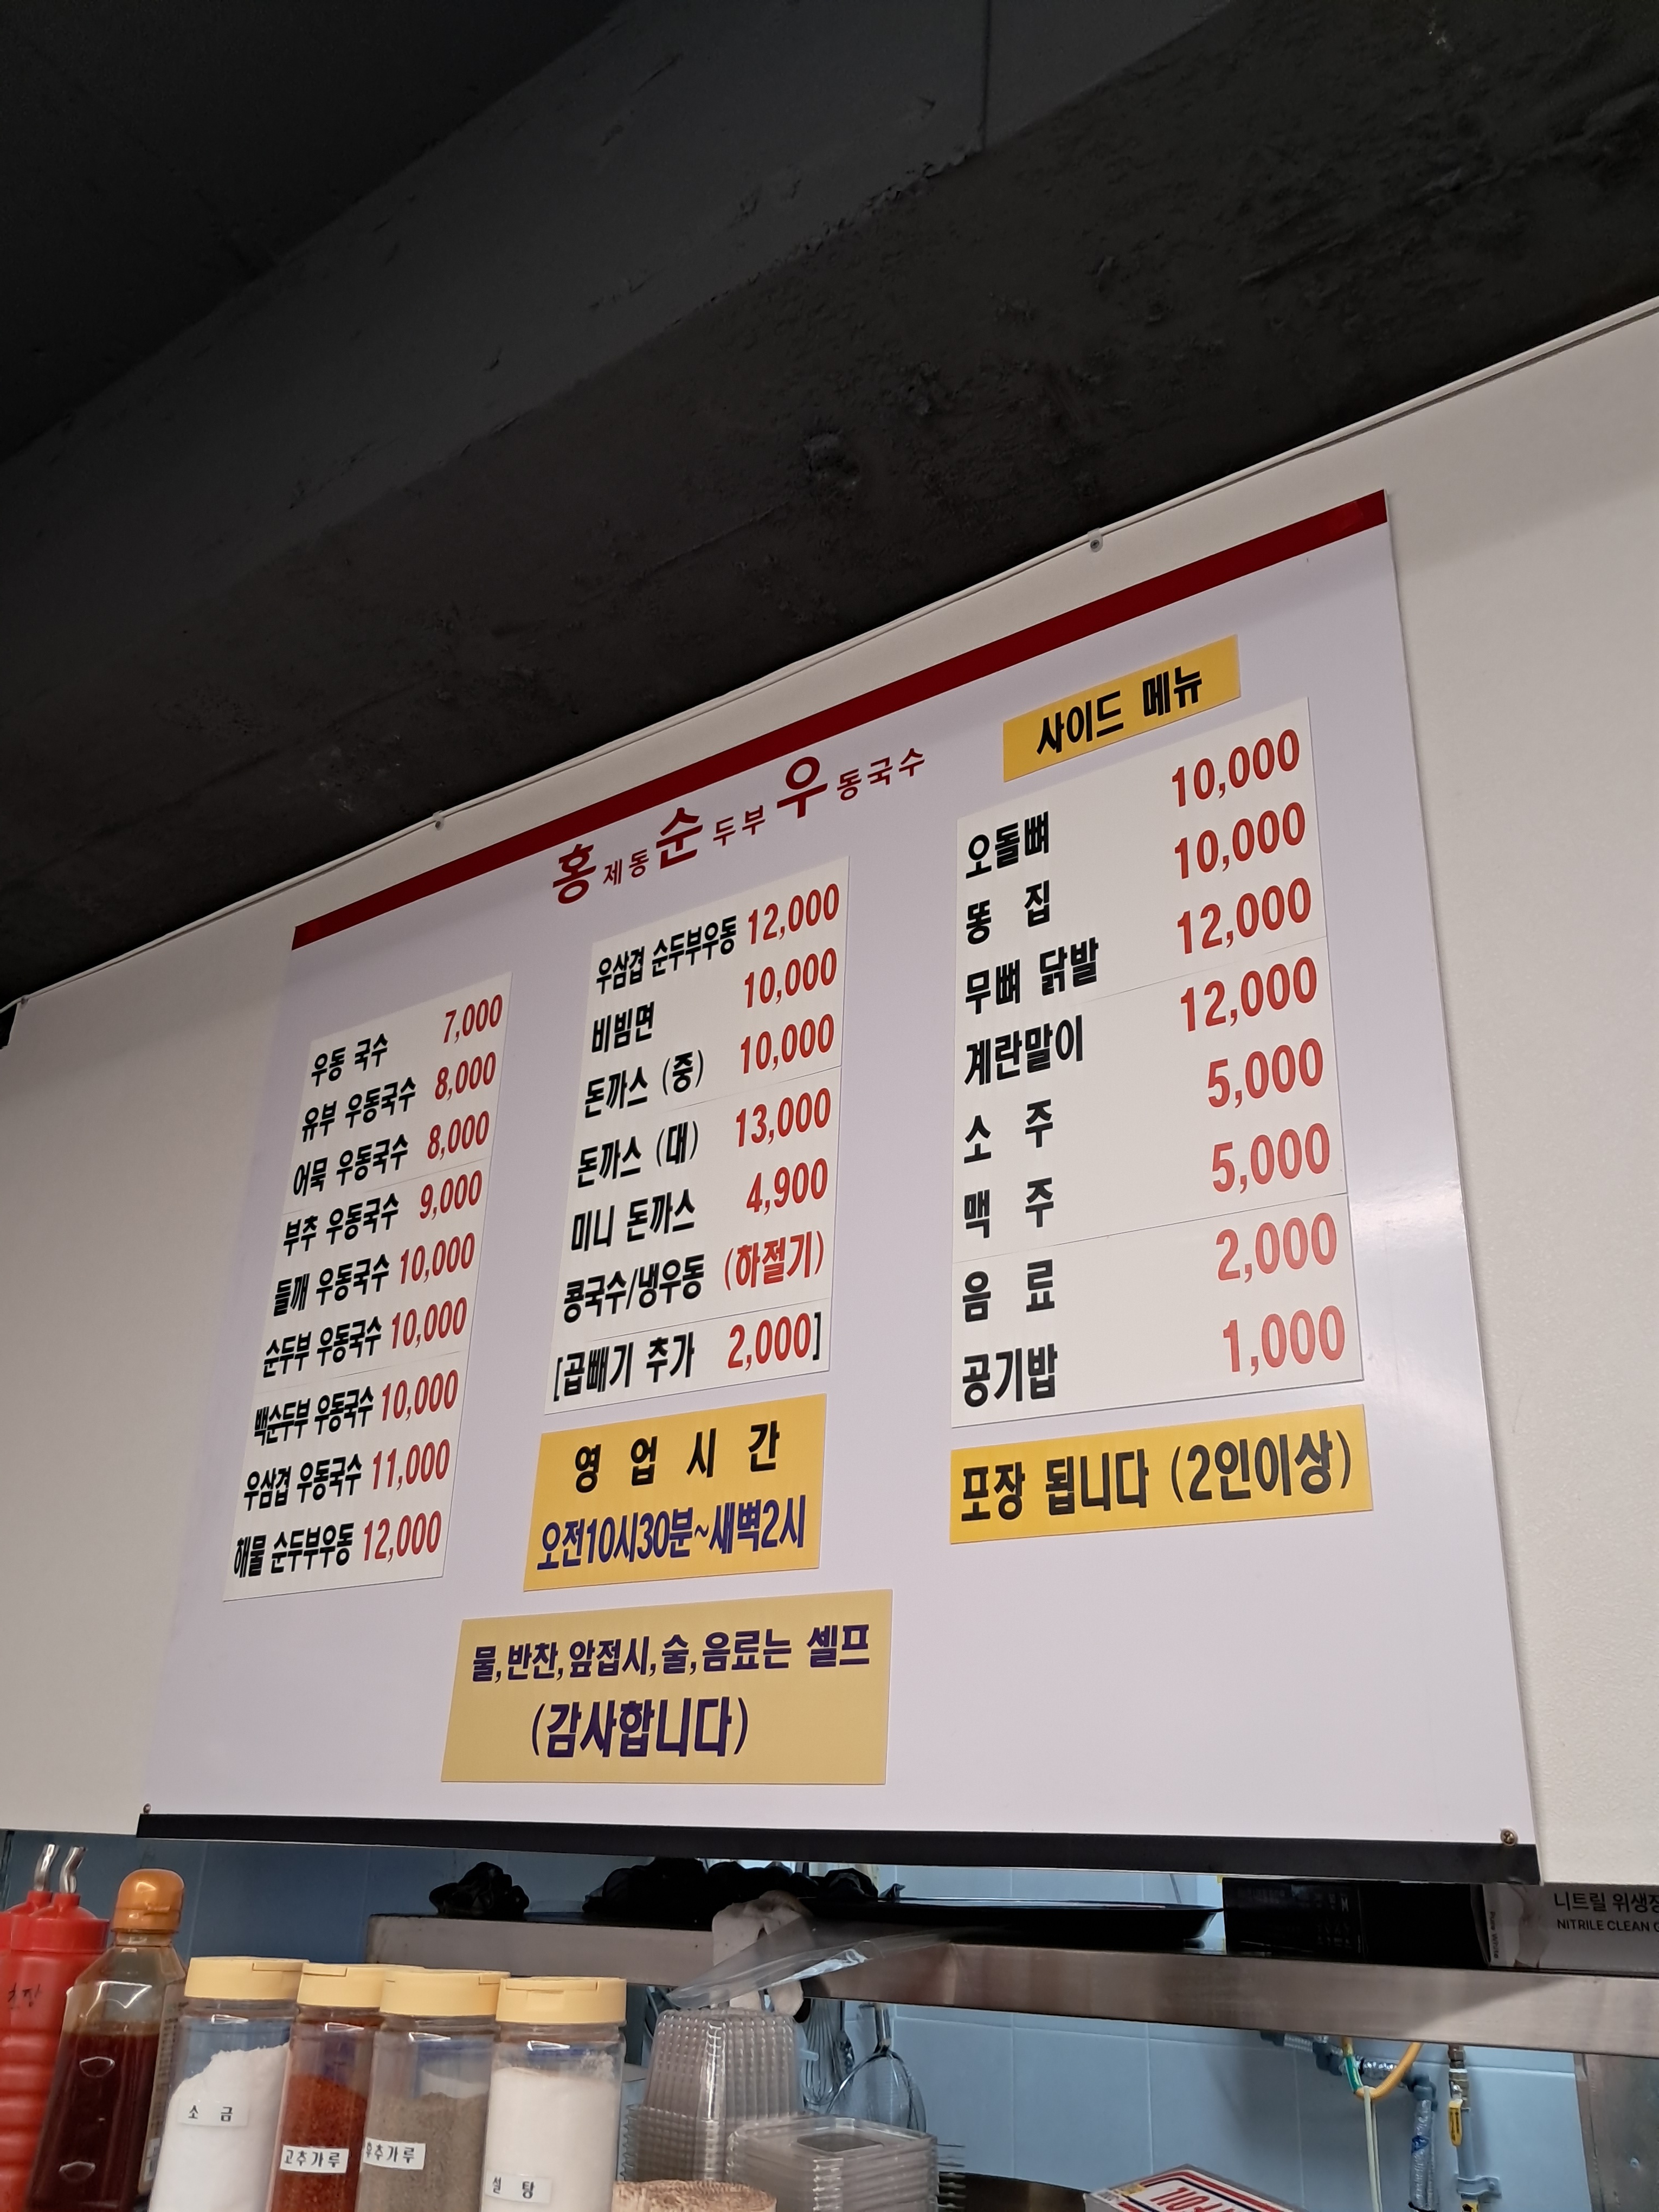 홍제동순두부우동국수
우동 국수 7,000
유부 우동국수 8,000
어묵 우동국수 8,000
부추 우동국수 9,000
들깨 우동국수 10,000
순두부 우동국수 10,000
백순두부 우동국수 10,000
우삼겹 우동국수 11,000
해물 순두부우동 12,000
우삼겹 순두부우동 12,000
비빔면 10,000
돈까스 (중) 10,000
돈까스 (대) 13,000
미니 돈까스 4,900
콩국수/냉우동 (하절기)
[곱빼기 추가 2,000]
영 업 시 간
오전10시30분~새벽2시
사이드 메뉴
오돌뼈 10,000
똥 집 10,000
무뼈 닭발 12,000
계란말이 12,000
소 주 5,000
맥 주 5,000
음 료 2,000
공기밥 1,000
포장 됩니다 (2인이상)
물,반찬,앞접시,술,음료는 셀프
(감사합니다)
니트릴 위생장
NITRILE CLEAN
소 금
고추가루
후추가루
설 탕